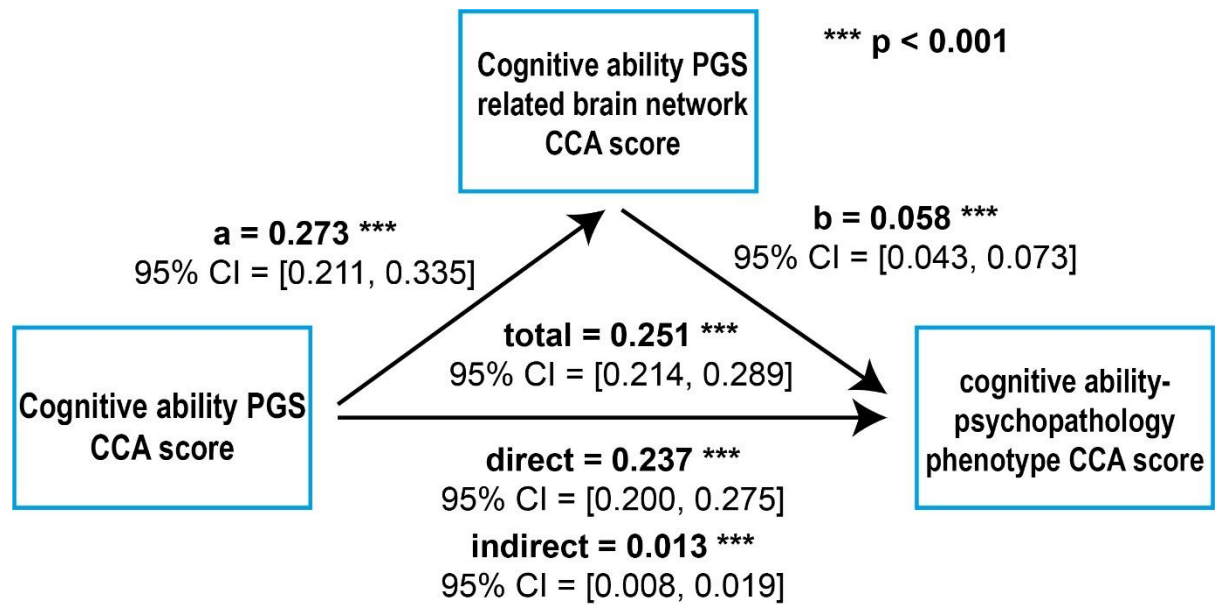 Cognitive ability PGS
related brain network
CCA score
*** p < 0.001
a = 0.273 ***
95% CI = [0.211, 0.335]
b = 0.058 ***
95% CI = [0.043, 0.073]
Cognitive ability PGS
CCA score
total = 0.251 ***
95% CI = [0.214, 0.289]
direct = 0.237 ***
95% CI = [0.200, 0.275]
indirect = 0.013 ***
95% CI = [0.008, 0.019]
cognitive ability-
psychopathology
phenotype CCA score